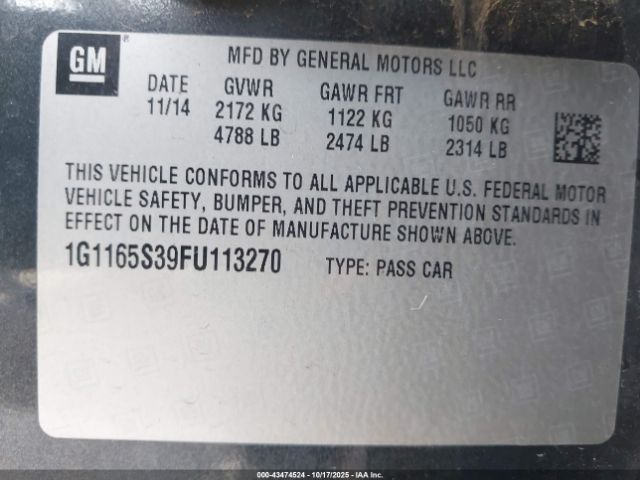 GM
MFD BY GENERAL MOTORS LLC
DATE GVWR GAWR FRT GAWR RR
11/14 2172 KG 1122 KG 1050 KG
4788 LB 2474 LB 2314 LB
THIS VEHICLE CONFORMS TO ALL APPLICABLE U.S. FEDERAL MOTOR
VEHICLE SAFETY, BUMPER, AND THEFT PREVENTION STANDARDS IN
EFFECT ON THE DATE OF MANUFACTURE SHOWN ABOVE.
1G1165S39FU113270 TYPE: PASS CAR
000-43474524 - 10/17/2025 - IAA Inc.